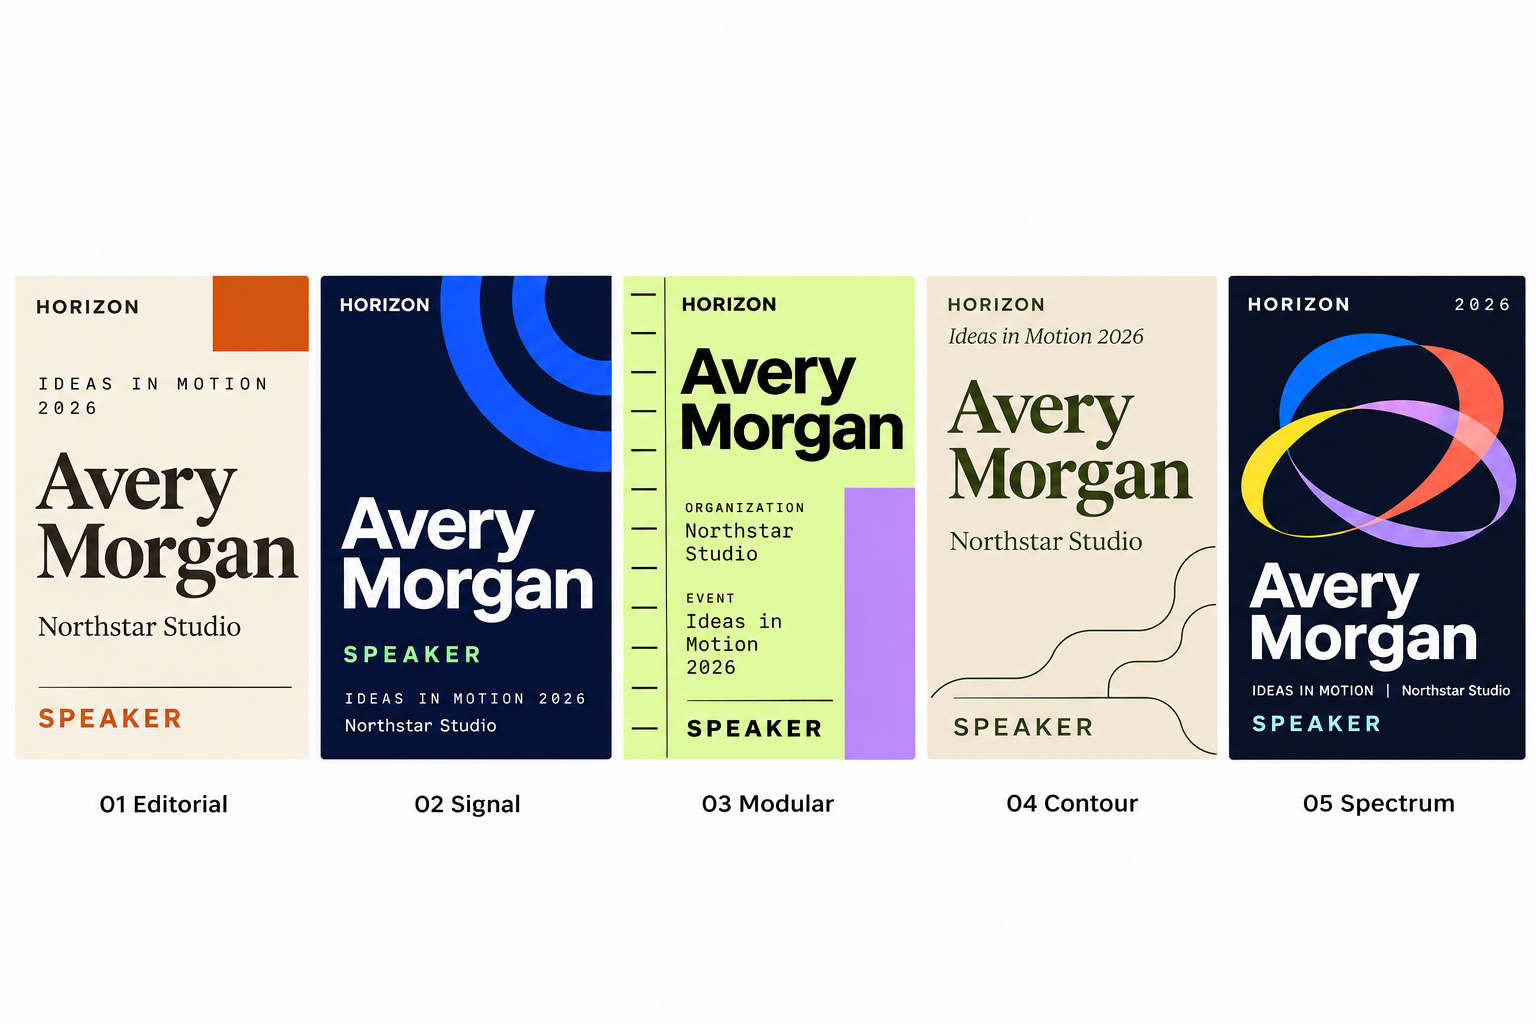 HORIZON
IDEAS IN MOTION
2026
Avery
Morgan
Northstar Studio
SPEAKER
01 Editorial
HORIZON
Avery
Morgan
SPEAKER
IDEAS IN MOTION 2026
Northstar Studio
02 Signal
HORIZON
Avery
Morgan
ORGANIZATION
Northstar
Studio
EVENT
Ideas in
Motion
2026
SPEAKER
03 Modular
HORIZON
Ideas in Motion 2026
Avery
Morgan
Northstar Studio
SPEAKER
04 Contour
HORIZON 2026
Avery
Morgan
IDEAS IN MOTION | Northstar Studio
SPEAKER
05 Spectrum